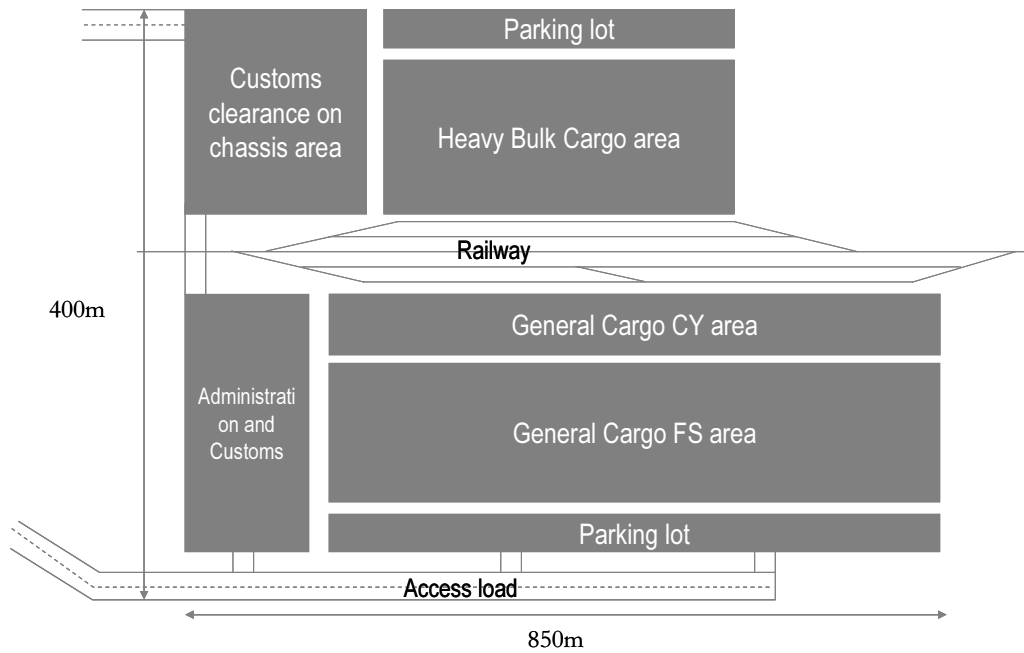 Parking lot
Customs
clearance on
chassis area
Heavy Bulk Cargo area
Railway
400m
General Cargo CY area
Administrati
on and
Customs
General Cargo FS area
Parking lot
Access load
850m